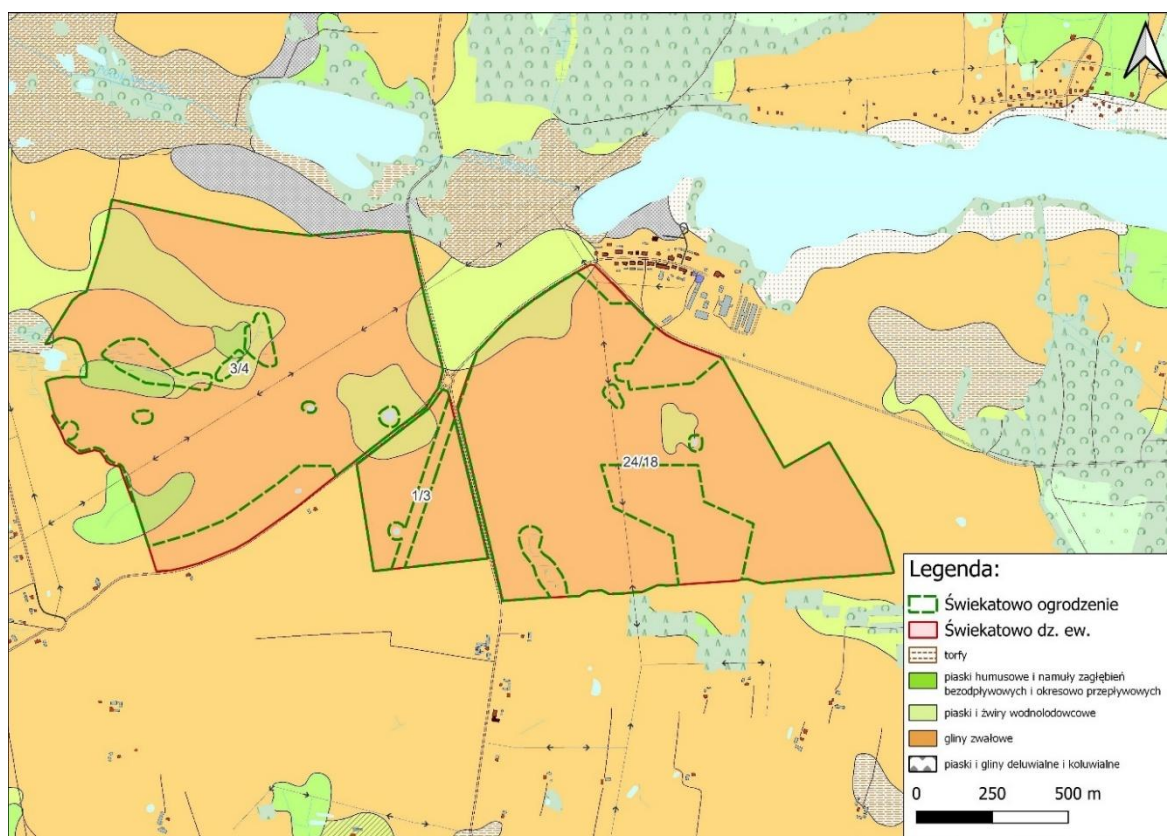 3/4
1/3
24/18
Legenda:
Świekatowo ogrodzenie
Świekatowo dz. ew.
torfy
piaski humusowe i namuły zagłębień
bezodpływowych i okresowo przepływowych
piaski i żwiry wodnolodowcowe
gliny zwałowe
piaski i gliny deluwialne i koluwialne
0 250 500 m